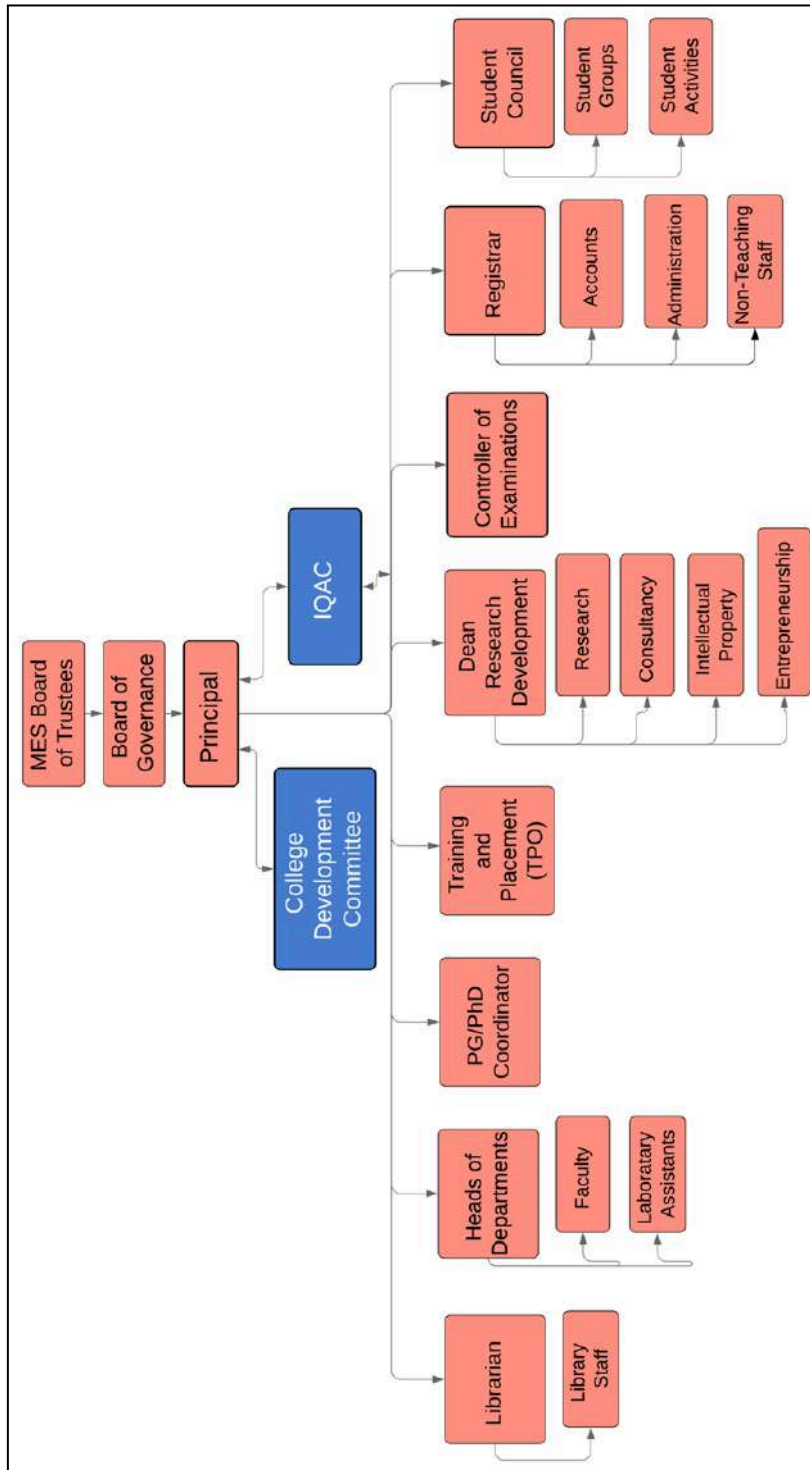 MES Board
of Trustees
Board of
Governance
Principal
College
Development
Committee
IQAC
Librarian
Library
Staff
Heads of
Departments
Faculty
Laboratary
Assistants
PG/PhD
Coordinator
Training
and
Placement
(TPO)
Dean
Research
Development
Research
Consultancy
Intellectual
Property
Entrepreneurship
Controller of
Examinations
Registrar
Accounts
Administration
Non-Teaching
Staff
Student
Council
Student
Groups
Student
Activities